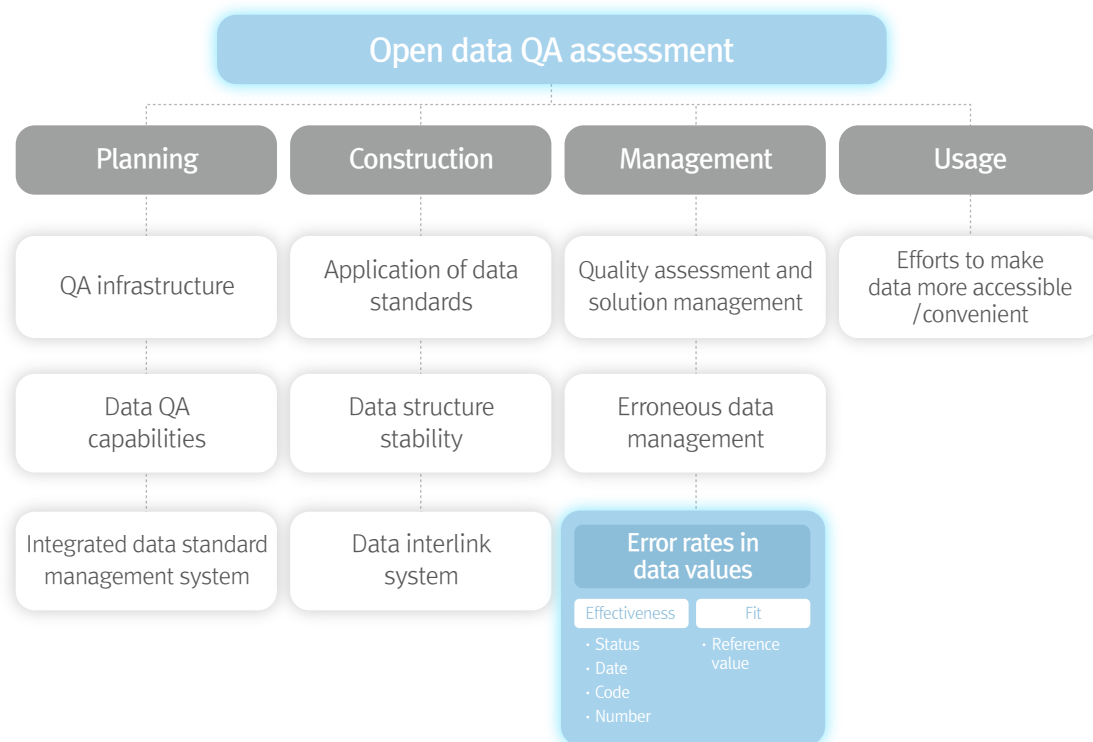 Open data QA assessment
Planning
Construction
Management
Usage
QA infrastructure
Application of data
standards
Quality assessment and
solution management
Efforts to make
data more accessible
/convenient
Data QA
capabilities
Data structure
stability
Erroneous data
management
Integrated data standard
management system
Data interlink
system
Error rates in
data values
Effectiveness
· Status
· Date
· Code
· Number
Fit
· Reference
value